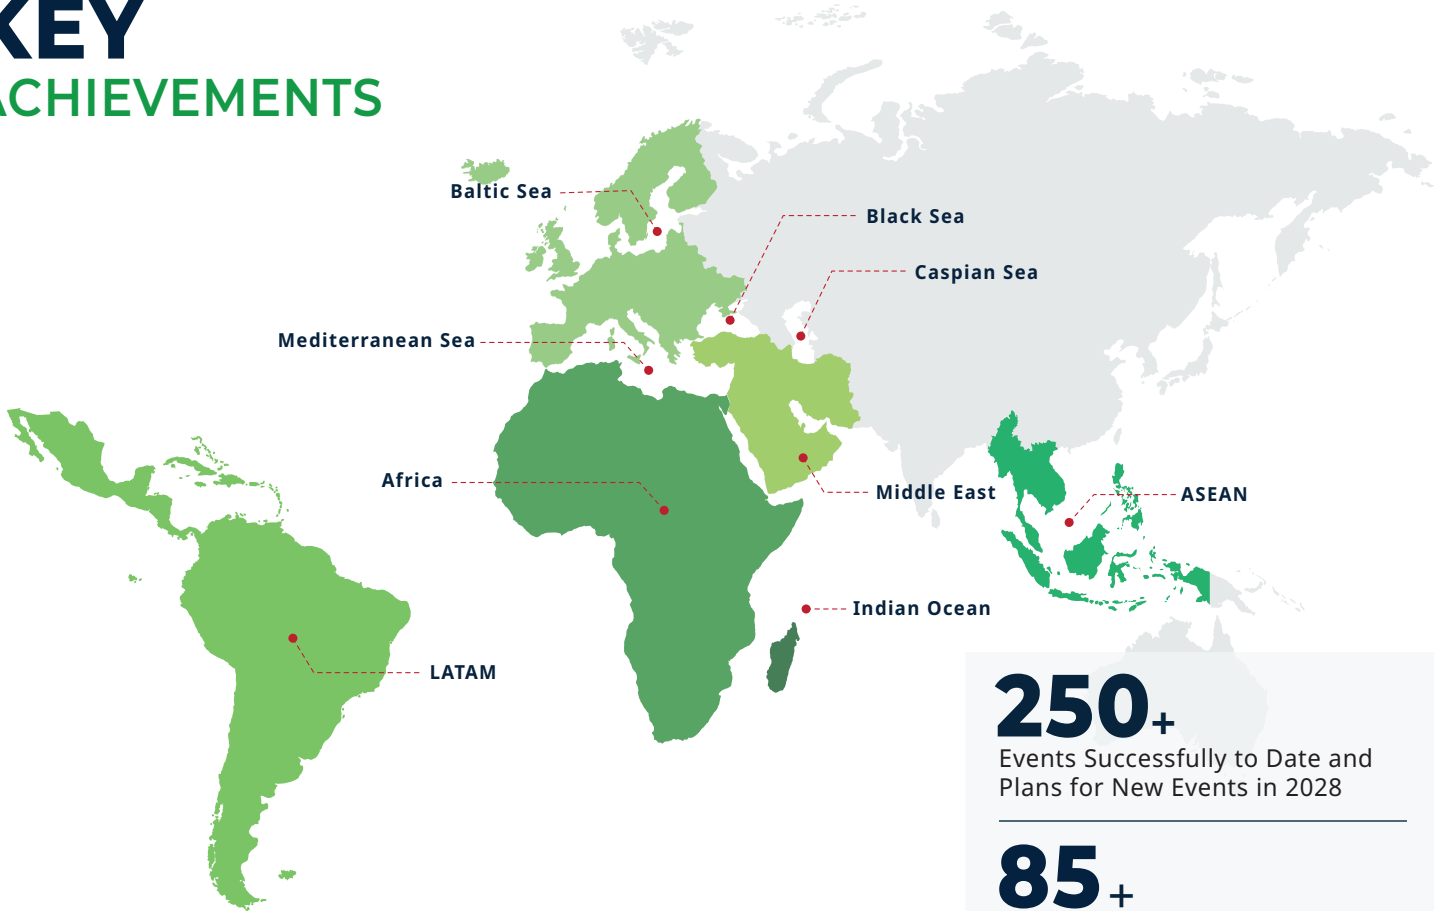 KEY
ACHIEVEMENTS
Baltic Sea
Black Sea
Caspian Sea
Mediterranean Sea
Africa
Middle East
ASEAN
Indian Ocean
LATAM
250+
Events Successfully to Date and
Plans for New Events in 2028
85+